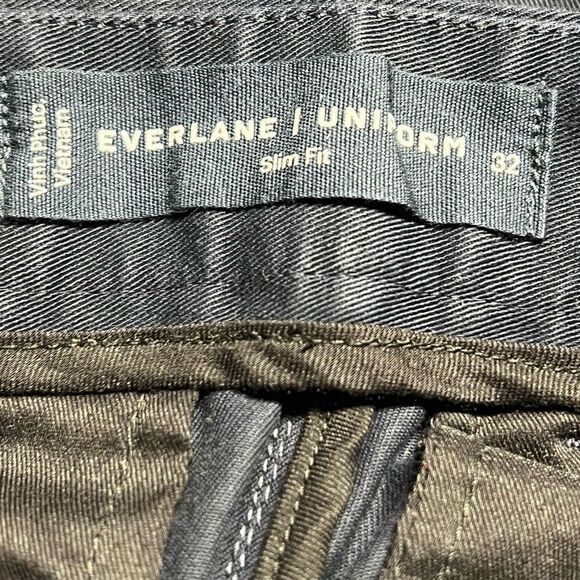 Vinh Phuc,
Vietnam
EVERLANE / UNIFORM
Slim Fit
32